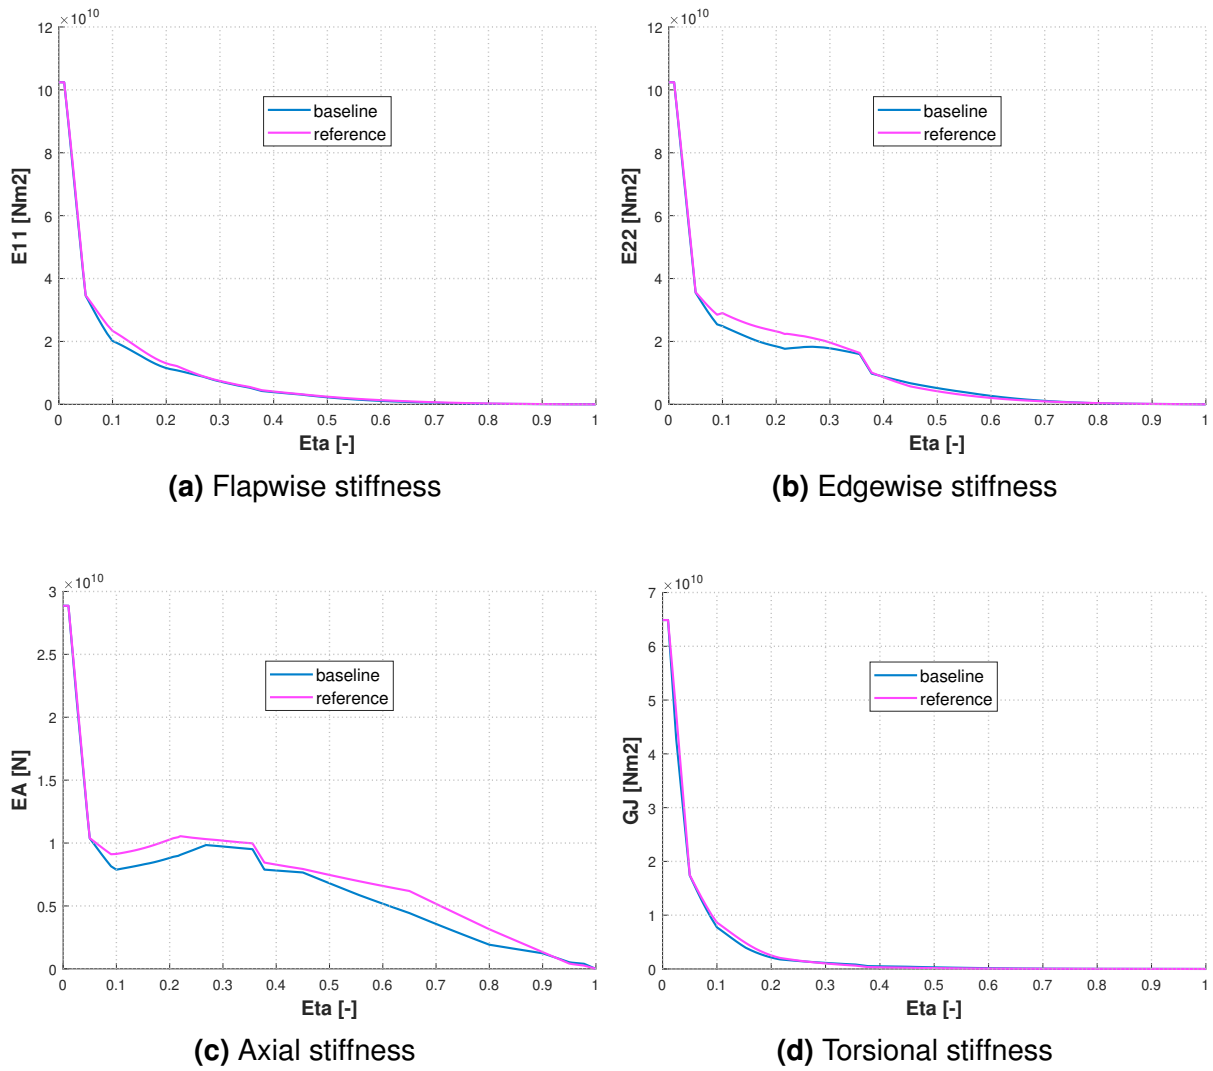 ×10^10
12
10
8
6
4
2
0
E11 [Nm2]
baseline
reference
0 0.1 0.2 0.3 0.4 0.5 0.6 0.7 0.8 0.9 1
Eta [-]
(a) Flapwise stiffness
×10^10
12
10
8
6
4
2
0
E22 [Nm2]
baseline
reference
0 0.1 0.2 0.3 0.4 0.5 0.6 0.7 0.8 0.9 1
Eta [-]
(b) Edgewise stiffness
×10^10
3
2.5
2
1.5
1
0.5
0
EA [N]
baseline
reference
0 0.1 0.2 0.3 0.4 0.5 0.6 0.7 0.8 0.9 1
Eta [-]
(c) Axial stiffness
×10^10
7
6
5
4
3
2
1
0
GJ [Nm2]
baseline
reference
0 0.1 0.2 0.3 0.4 0.5 0.6 0.7 0.8 0.9 1
Eta [-]
(d) Torsional stiffness